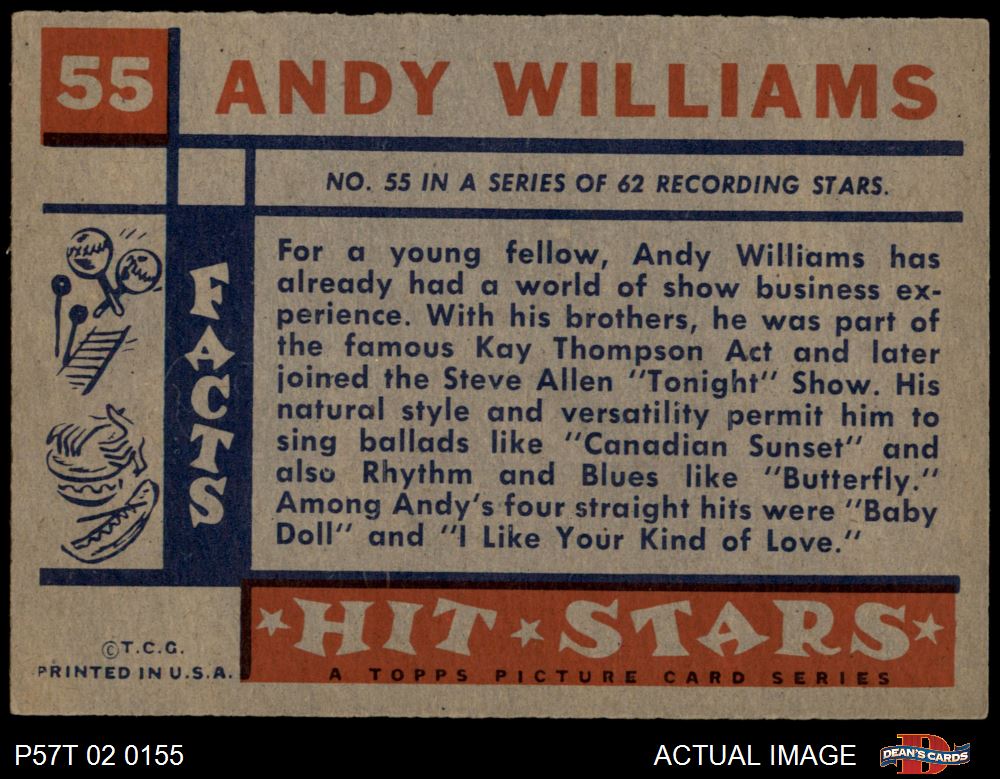 55
ANDY WILLIAMS
NO. 55 IN A SERIES OF 62 RECORDING STARS.
FACTS
For a young fellow, Andy Williams has
already had a world of show business ex-
perience. With his brothers, he was part of
the famous Kay Thompson Act and later
joined the Steve Allen "Tonight" Show. His
natural style and versatility permit him to
sing ballads like "Canadian Sunset" and
also Rhythm and Blues like "Butterfly."
Among Andy's four straight hits were "Baby
Doll" and "I Like Your Kind of Love."
©T.C.G.
PRINTED IN U.S.A.
HIT STARS
A TOPPS PICTURE CARD SERIES
P57T 02 0155
ACTUAL IMAGE
D
DEAN'S CARDS